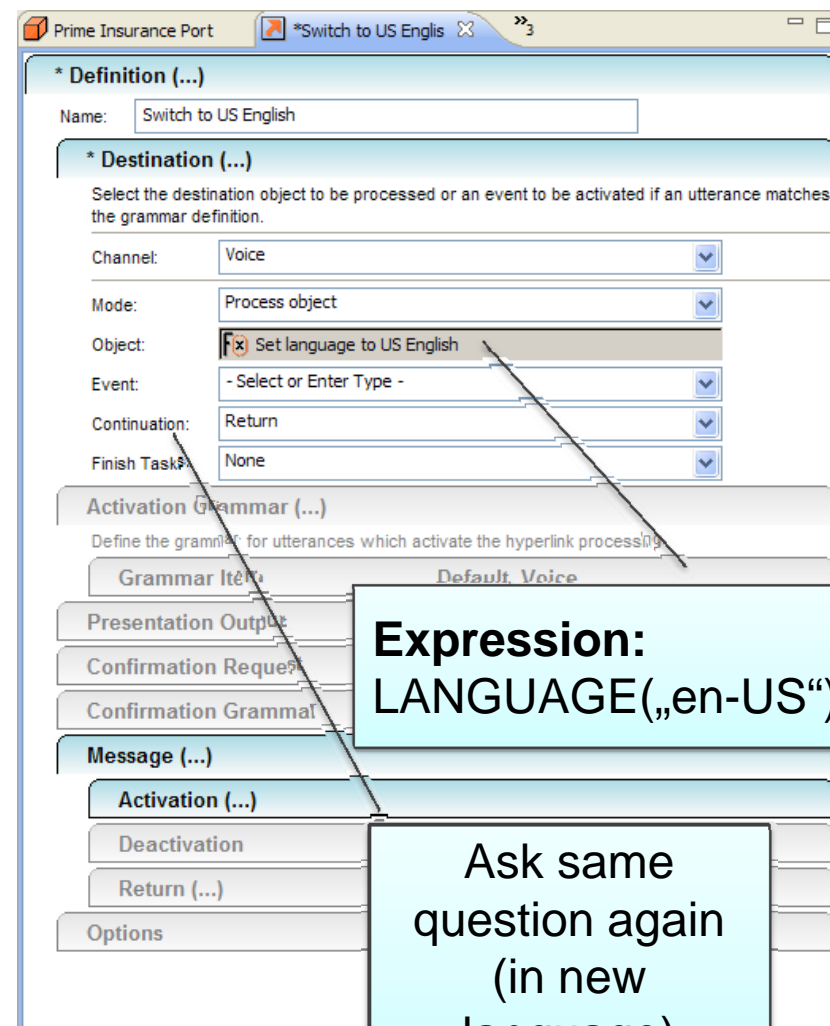 Prime Insurance Port
*Switch to US Englis
»3
* Definition (...)
Name: Switch to US English
* Destination (...)
Select the destination object to be processed or an event to be activated if an utterance matches
the grammar definition.
Channel: Voice
Mode: Process object
Object: F(x) Set language to US English
Event: - Select or Enter Type -
Continuation: Return
Finish Tasks: None
Activation Grammar (...)
Define the grammar for utterances which activate the hyperlink processing.
Grammar Item Default, Voice
Presentation Output
Confirmation Request
Confirmation Grammar
Expression:
LANGUAGE(„en-US“)
Message (...)
Activation (...)
Deactivation
Return (...)
Options
Ask same
question again
(in new
language)